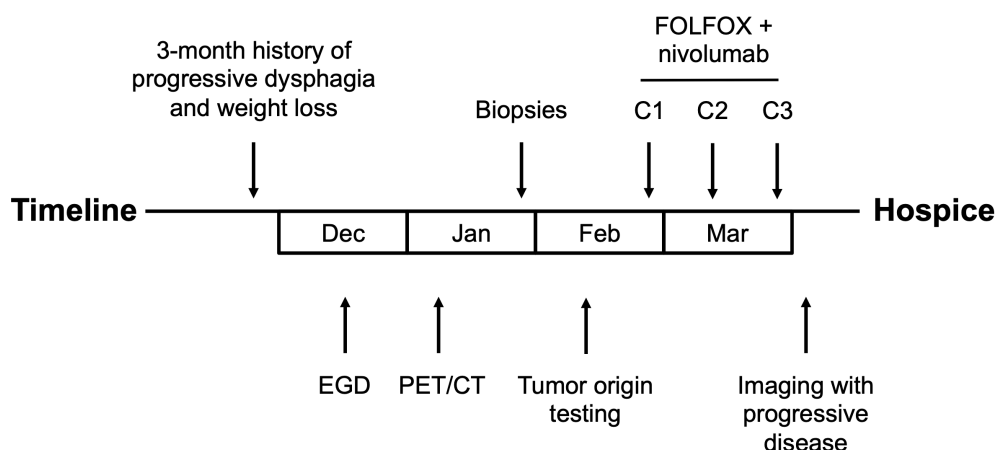 FOLFOX +
nivolumab
3-month history of
progressive dysphagia
and weight loss
Biopsies
C1
C2
C3
Timeline
Hospice
Dec
Jan
Feb
Mar
EGD
PET/CT
Tumor origin
testing
Imaging with
progressive
disease